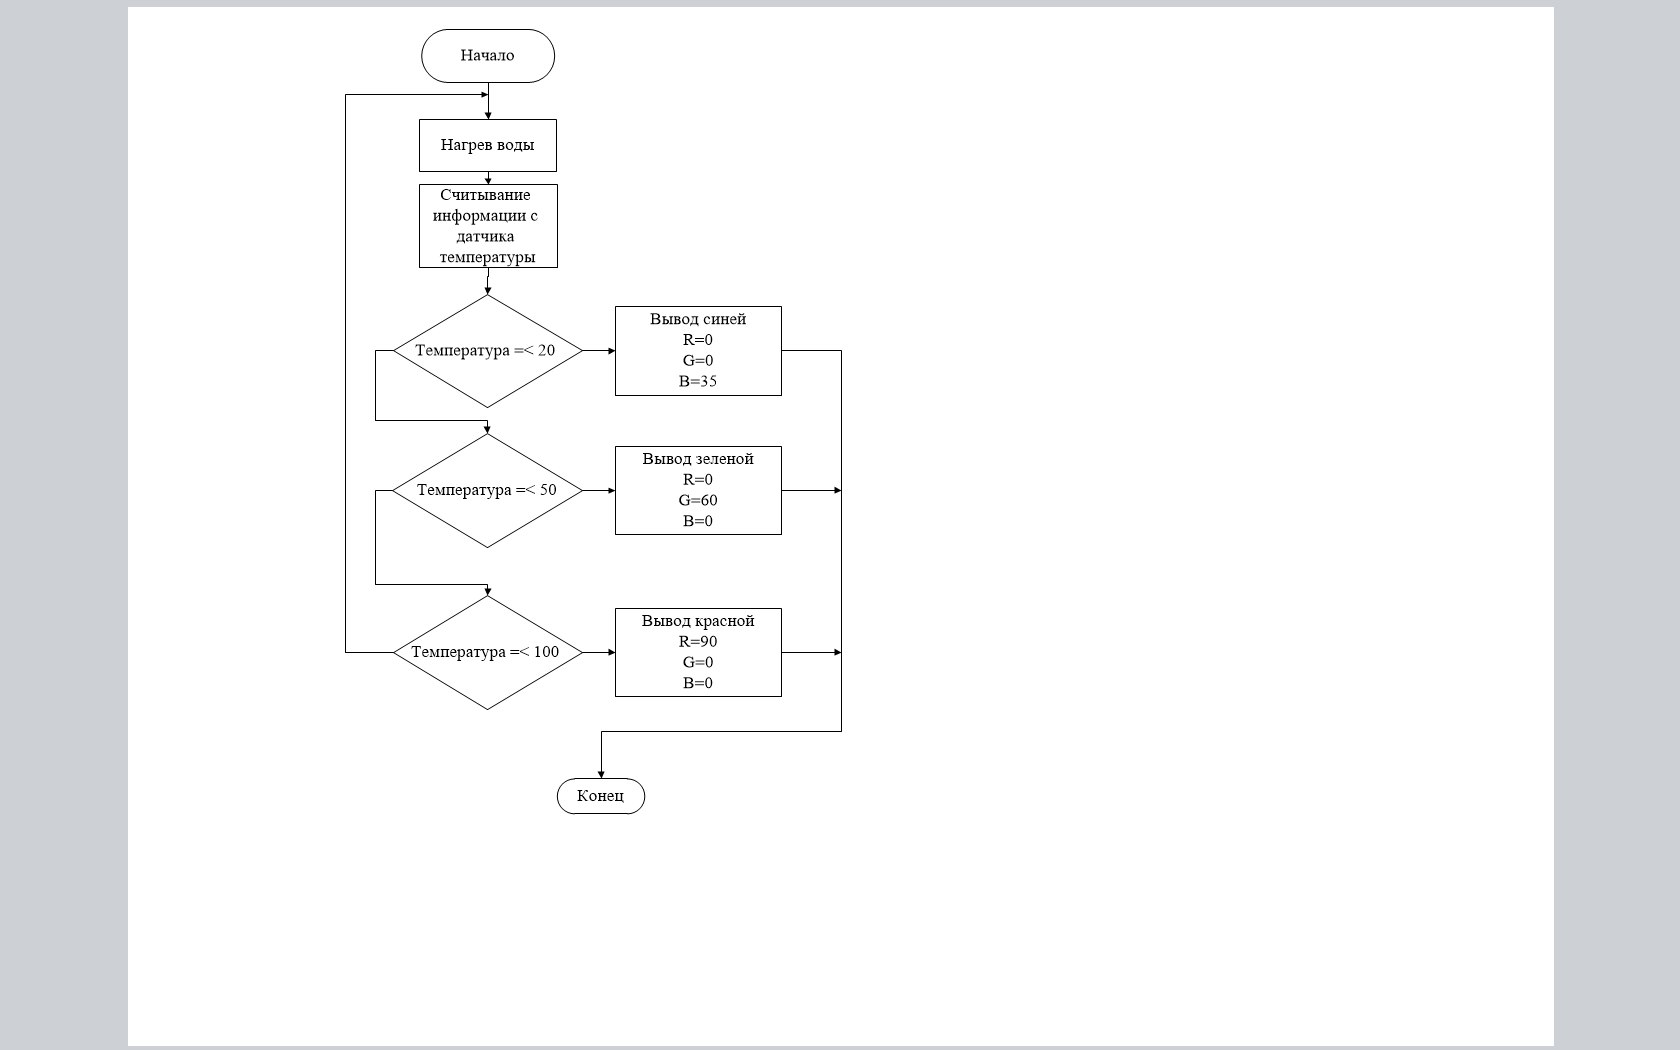 Начало
Нагрев воды
Считывание
информации с
датчика
температуры
Температура =< 20
Вывод синей
R=0
G=0
B=35
Температура =< 50
Вывод зеленой
R=0
G=60
B=0
Температура =< 100
Вывод красной
R=90
G=0
B=0
Конец